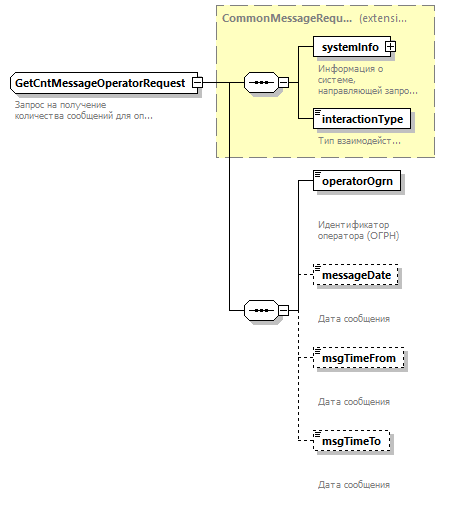 CommonMessageRequ... (extensi...
systemInfo
Информация о
системе,
направляющей запро...
GetCntMessageOperatorRequest
Запрос на получение
количества сообщений для оп...
interactionType
Тип взаимодейст...
operatorOgrn
Идентификатор
оператора (ОГРН)
messageDate
Дата сообщения
msgTimeFrom
Дата сообщения
msgTimeTo
Дата сообщения